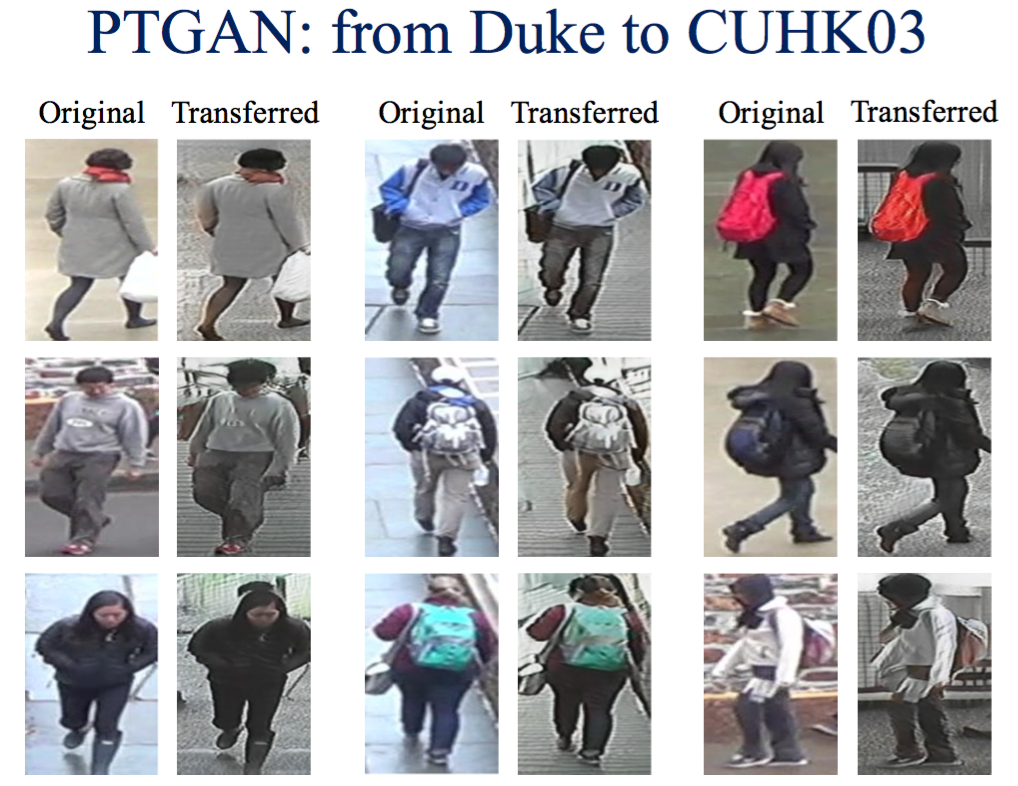 PTGAN: from Duke to CUHK03
Original Transferred Original Transferred Original Transferred
D D